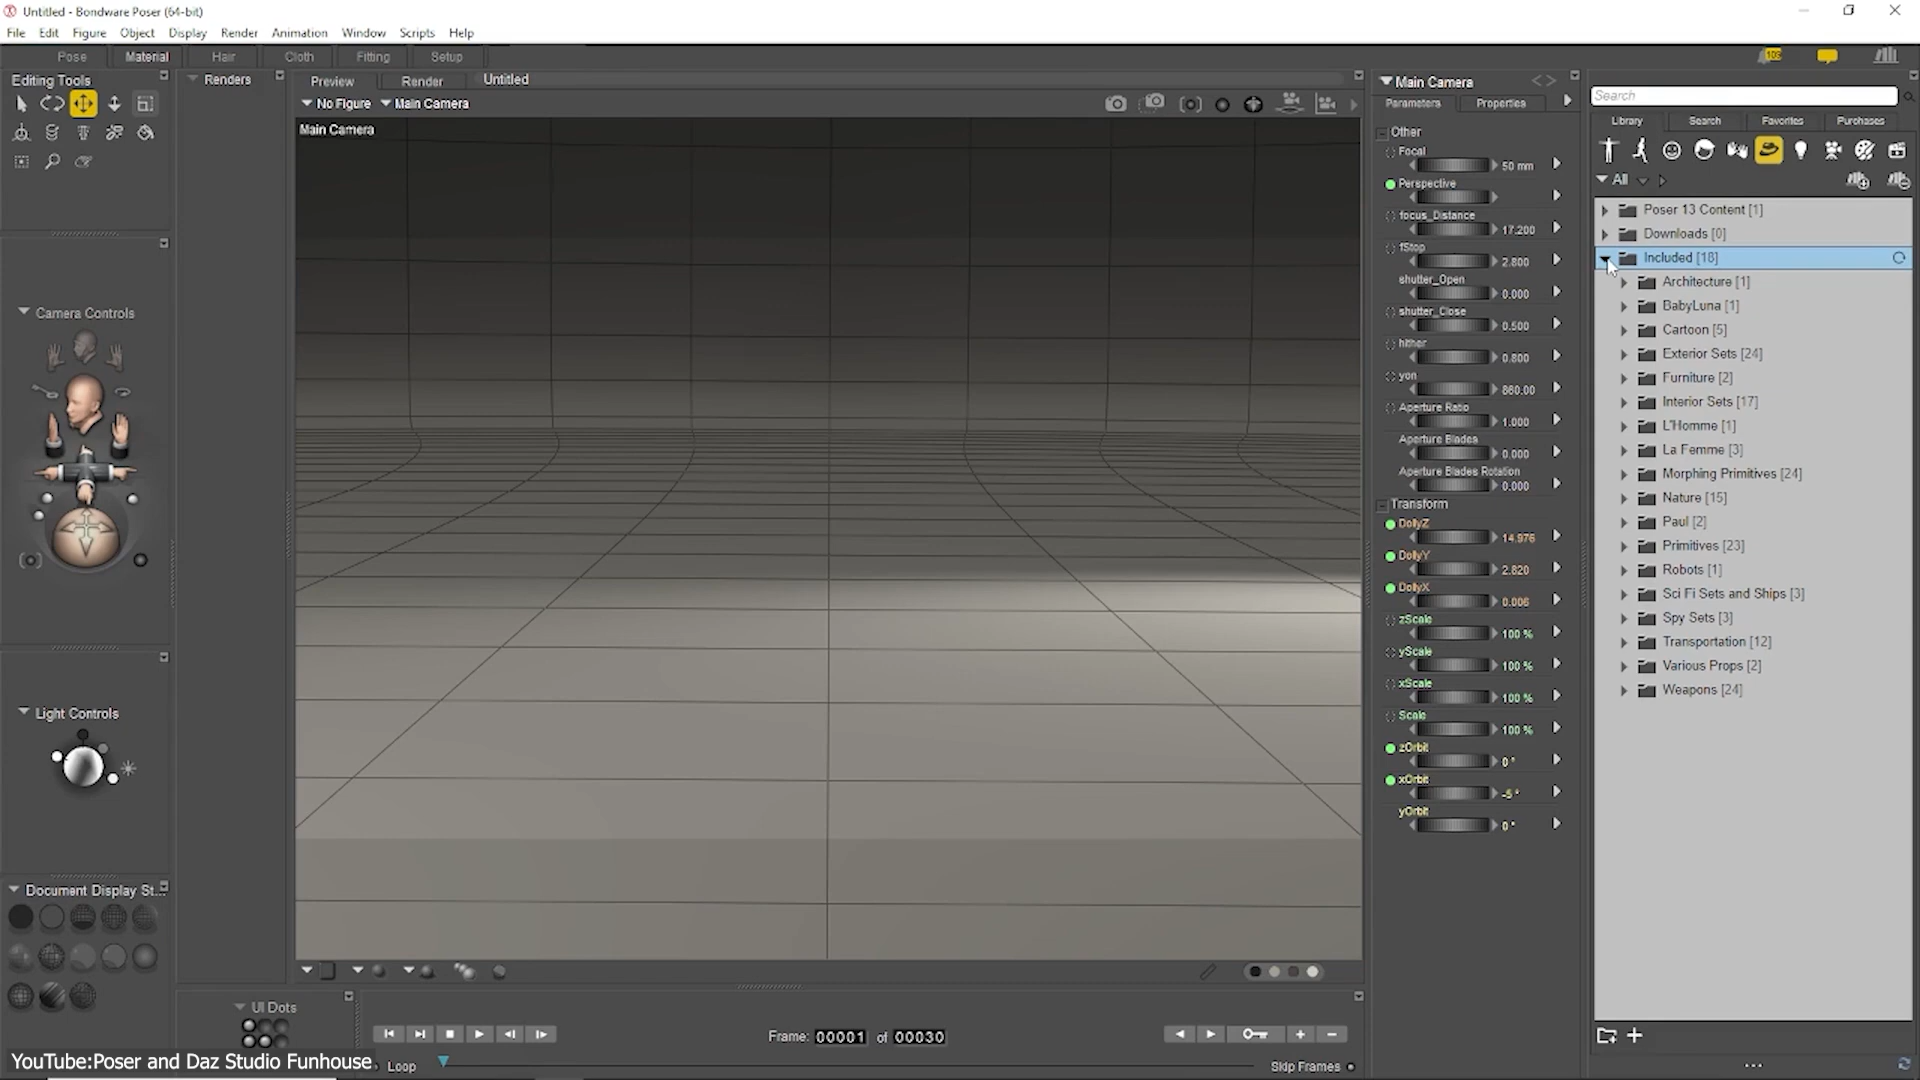 Untitled - Bondware Poser (64-bit)
File Edit Figure Object Display Render Animation Window Scripts Help
Pose Material Hair Cloth Fitting Setup
Editing Tools
Renders
Preview Render Untitled
No Figure Main Camera
Main Camera
Camera Controls
Light Controls
Document Display St...
UI Dots
Main Camera
Parameters Properties
Other
Focal
50 mm
Perspective
focus_Distance
17.200
fStop
2.800
shutter_Open
0.000
shutter_Close
0.500
hither
0.800
yon
860.00
Aperture Ratio
1.000
Aperture Blades
0.000
Aperture Blades Rotation
0.000
Transform
DollyZ
14.976
DollyY
2.820
DollyX
0.006
zScale
100 %
yScale
100 %
xScale
100 %
Scale
100 %
zOrbit
0 °
xOrbit
-5 °
yOrbit
0 °
Search
Library Search Favorites Purchases
All
Poser 13 Content [1]
Downloads [0]
Included [18]
Architecture [1]
BabyLuna [1]
Cartoon [5]
Exterior Sets [24]
Furniture [2]
Interior Sets [17]
L'Homme [1]
La Femme [3]
Morphing Primitives [24]
Nature [15]
Paul [2]
Primitives [23]
Robots [1]
Sci Fi Sets and Ships [3]
Spy Sets [3]
Transportation [12]
Various Props [2]
Weapons [24]
Frame: 00001 of 00030
Loop
Skip Frames
YouTube:Poser and Daz Studio Funhouse